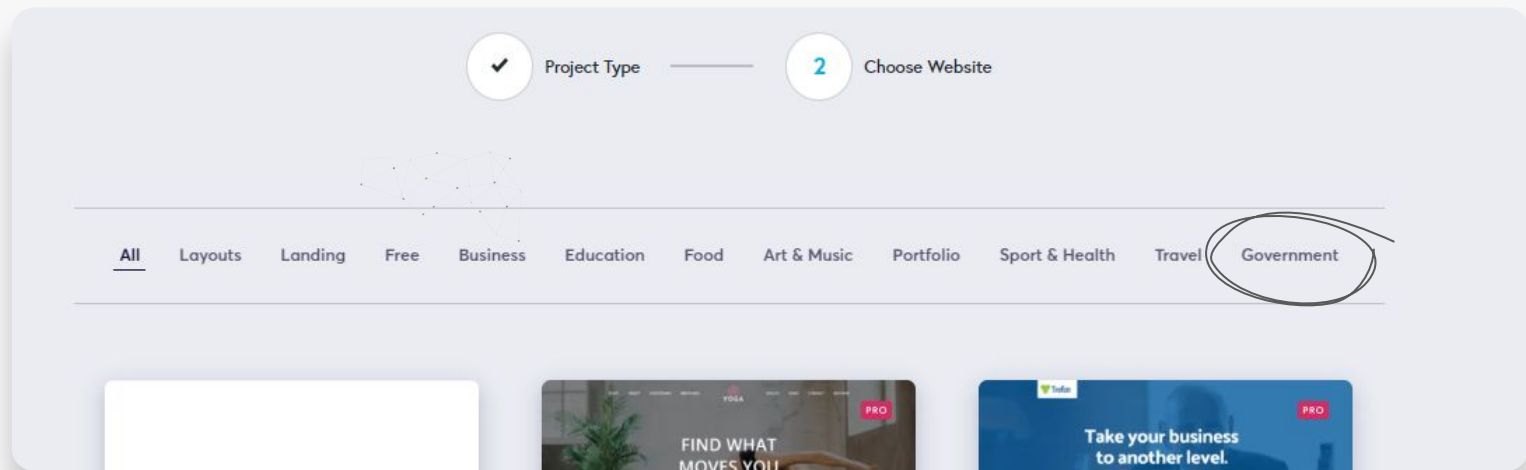 ✔ Project Type 2 Choose Website
All Layouts Landing Free Business Education Food Art & Music Portfolio Sport & Health Travel Government
YOGA
PRO
FIND WHAT
MOVES YOU
PRO
Take your business
to another level.